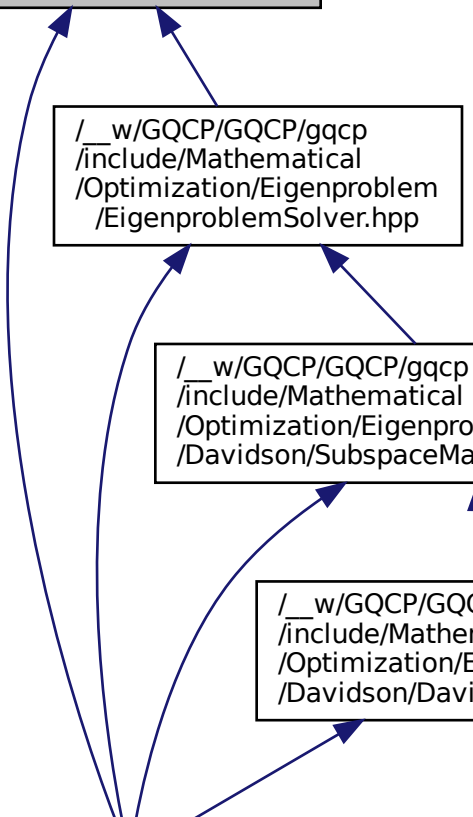 /__w/GQCP/GQCP/gqcp
/include/Mathematical
/Optimization/Eigenproblem
/EigenproblemSolver.hpp
/__w/GQCP/GQCP/gqcp
/include/Mathematical
/Optimization/Eigenpro
/Davidson/SubspaceMa
/__w/GQCP/GQC
/include/Mathe
/Optimization/E
/Davidson/Davi